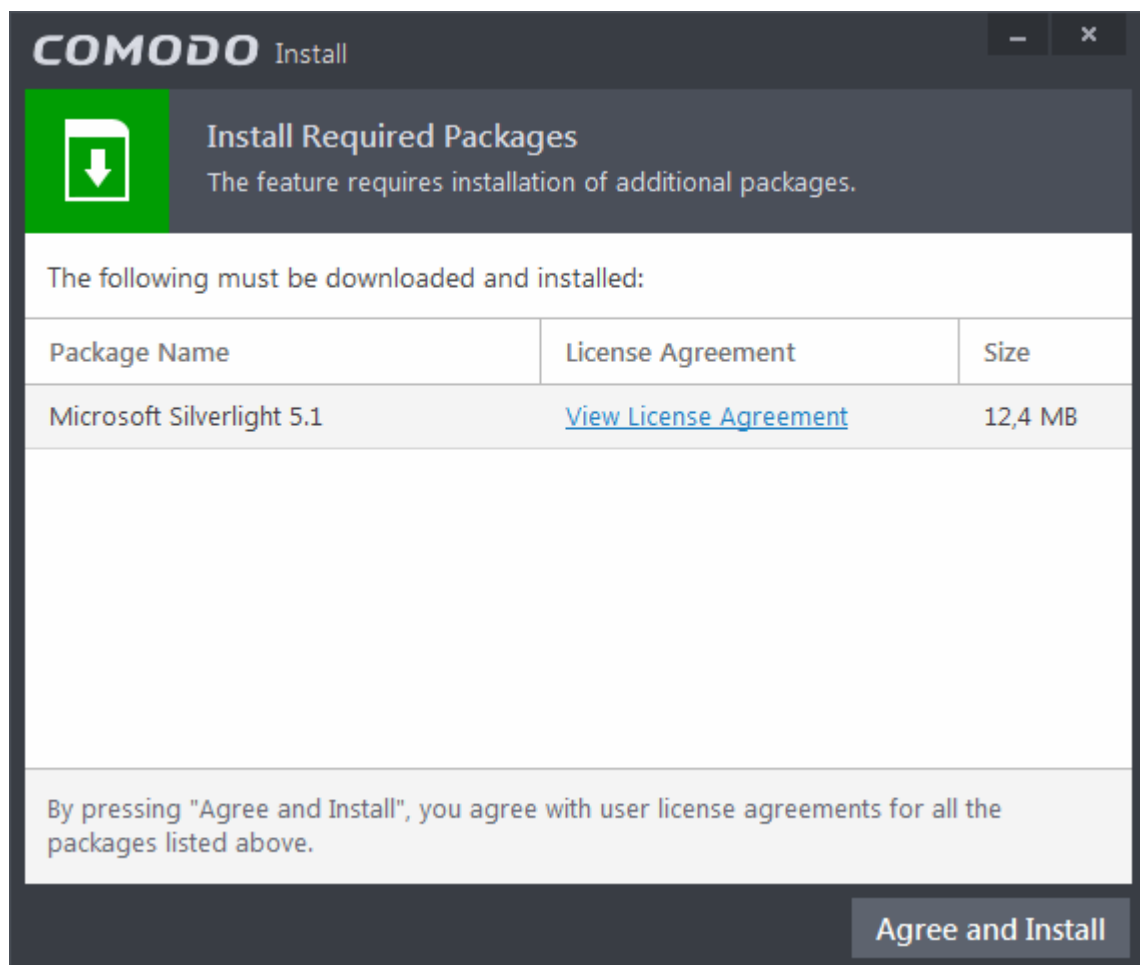 COMODO Install
Install Required Packages
The feature requires installation of additional packages.
The following must be downloaded and installed:
Package Name License Agreement Size
Microsoft Silverlight 5.1 View License Agreement 12,4 MB
By pressing "Agree and Install", you agree with user license agreements for all the
packages listed above.
Agree and Install